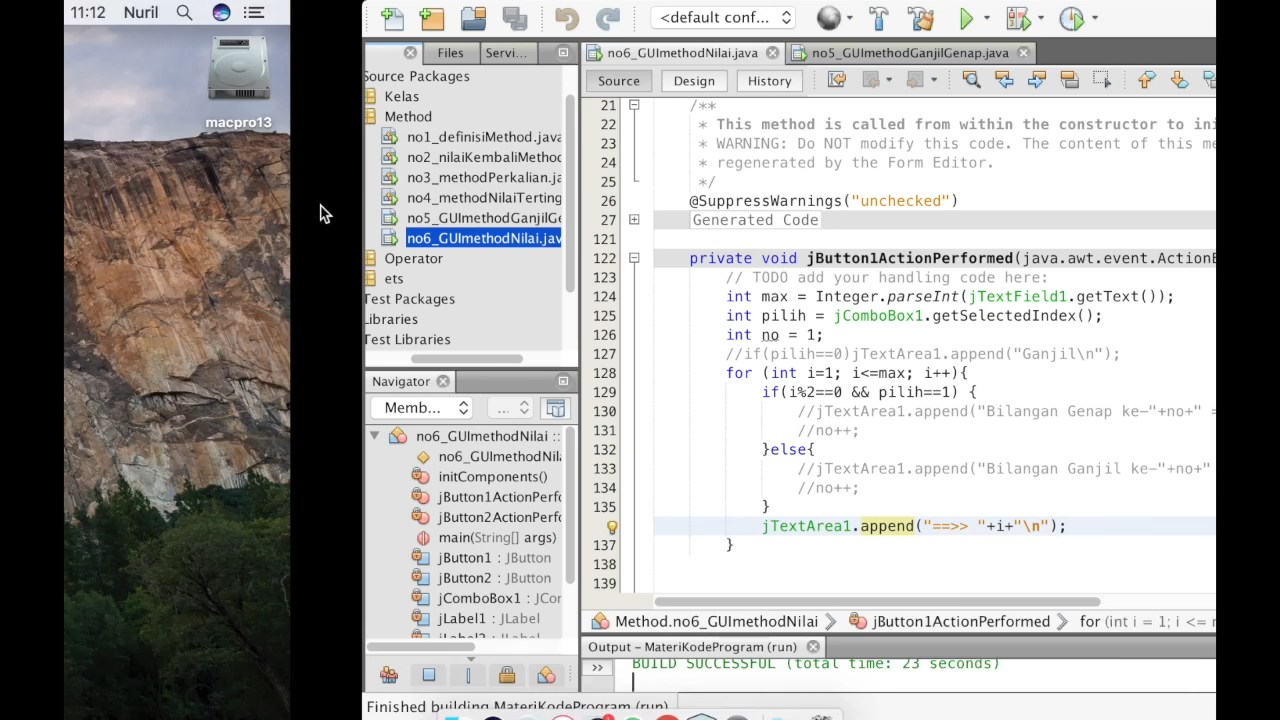 11:12 Nuril
macpro13
<default conf...
Files Servi...
Source Packages
Kelas
Method
no1_definisiMethod.java
no2_nilaiKembaliMethod
no3_methodPerkalian.ja
no4_methodNilaiTerting
no5_GUImethodGanjilGe
no6_GUImethodNilai.jav
Operator
ets
Test Packages
Libraries
Test Libraries
Navigator
Memb... ...
no6_GUImethodNilai ::
no6_GUImethodNila
initComponents()
jButton1ActionPerfo
jButton2ActionPerfo
main(String[] args)
jButton1 : JButton
jButton2 : JButton
jComboBox1 : JCor
jLabel1 : JLabel
no6_GUImethodNilai.java no5_GUImethodGanjilGenap.java
Source Design History
21 /**
22 * This method is called from within the constructor to ini
23 * WARNING: Do NOT modify this code. The content of this me
24 * regenerated by the Form Editor.
25 */
26 @SuppressWarnings("unchecked")
27 Generated Code
121
122 private void jButton1ActionPerformed(java.awt.event.ActionE
123 // TODO add your handling code here:
124 int max = Integer.parseInt(jTextField1.getText());
125 int pilih = jComboBox1.getSelectedIndex();
126 int no = 1;
127 //if(pilih==0)jTextArea1.append("Ganjil\n");
128 for (int i=1; i<=max; i++){
129 if(i%2==0 && pilih==1) {
130 //jTextArea1.append("Bilangan Genap ke-"+no+" =
131 //no++;
132 }else{
133 //jTextArea1.append("Bilangan Ganjil ke-"+no+"
134 //no++;
135 }
jTextArea1.append("==>> "+i+"\n");
137 }
138
139
Method.no6_GUImethodNilai jButton1ActionPerformed for (int i = 1; i <= m
Output – MateriKodeProgram (run)
>> BUILD SUCCESSFUL (total time: 23 seconds)
Finished building MateriKodeProgram (run).